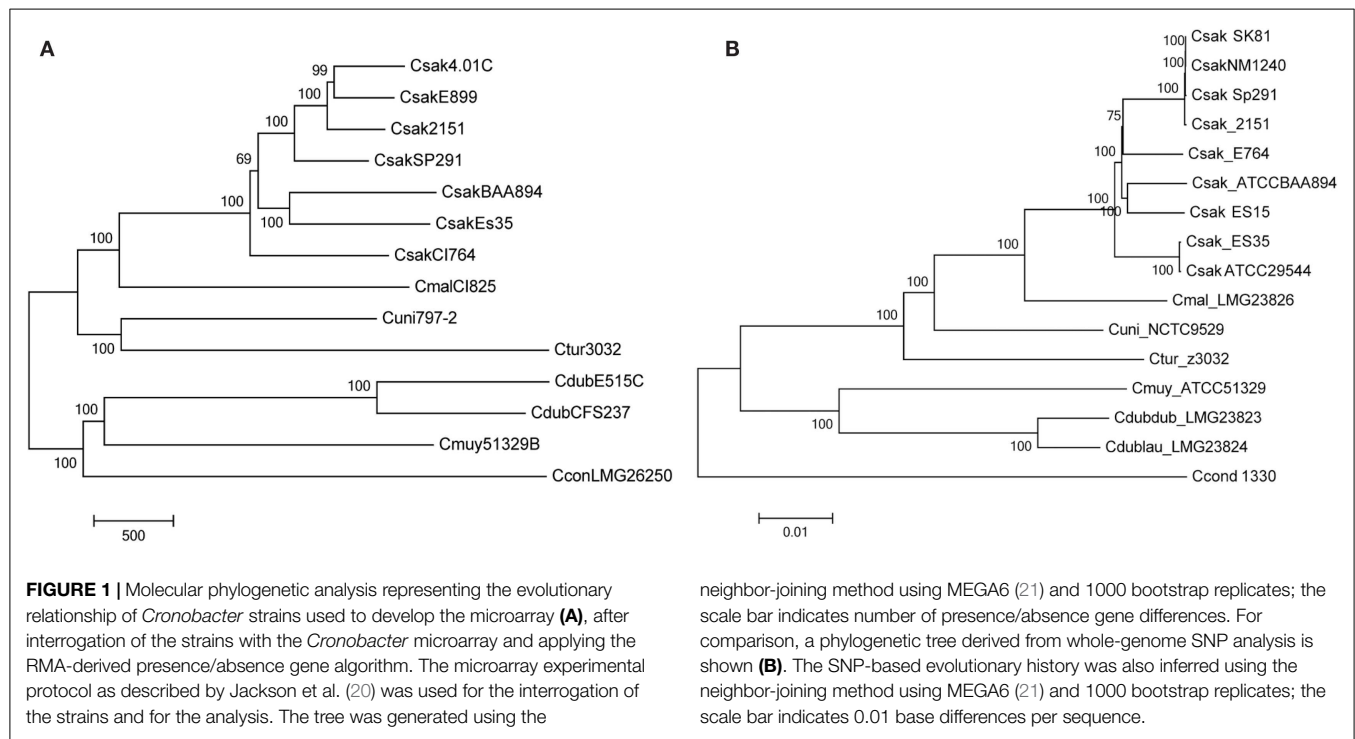 A
99
Csak4.01C
100
CsakE899
100
Csak2151
69
CsakSP291
100
CsakBAA894
100
CsakEs35
100
CsakCI764
CmalCI825
Cuni797-2
100
Ctur3032
100
CdubE515C
100
CdubCFS237
Cmuy51329B
100
CconLMG26250
500
B
100
Csak SK81
100
CsakNM1240
100
Csak Sp291
75
Csak_2151
100
Csak_E764
100
Csak_ATCCBAA894
100
Csak ES15
100
Csak_ES35
100
Csak ATCC29544
100
Cmal_LMG23826
100
Cuni_NCTC9529
Ctur_z3032
Cmuy_ATCC51329
100
Cdubdub_LMG23823
100
Cdublau_LMG23824
Ccond 1330
0.01
FIGURE 1 | Molecular phylogenetic analysis representing the evolutionary
relationship of Cronobacter strains used to develop the microarray (A), after
interrogation of the strains with the Cronobacter microarray and applying the
RMA-derived presence/absence gene algorithm. The microarray experimental
protocol as described by Jackson et al. (20) was used for the interrogation of
the strains and for the analysis. The tree was generated using the
neighbor-joining method using MEGA6 (21) and 1000 bootstrap replicates; the
scale bar indicates number of presence/absence gene differences. For
comparison, a phylogenetic tree derived from whole-genome SNP analysis is
shown (B). The SNP-based evolutionary history was also inferred using the
neighbor-joining method using MEGA6 (21) and 1000 bootstrap replicates; the
scale bar indicates 0.01 base differences per sequence.